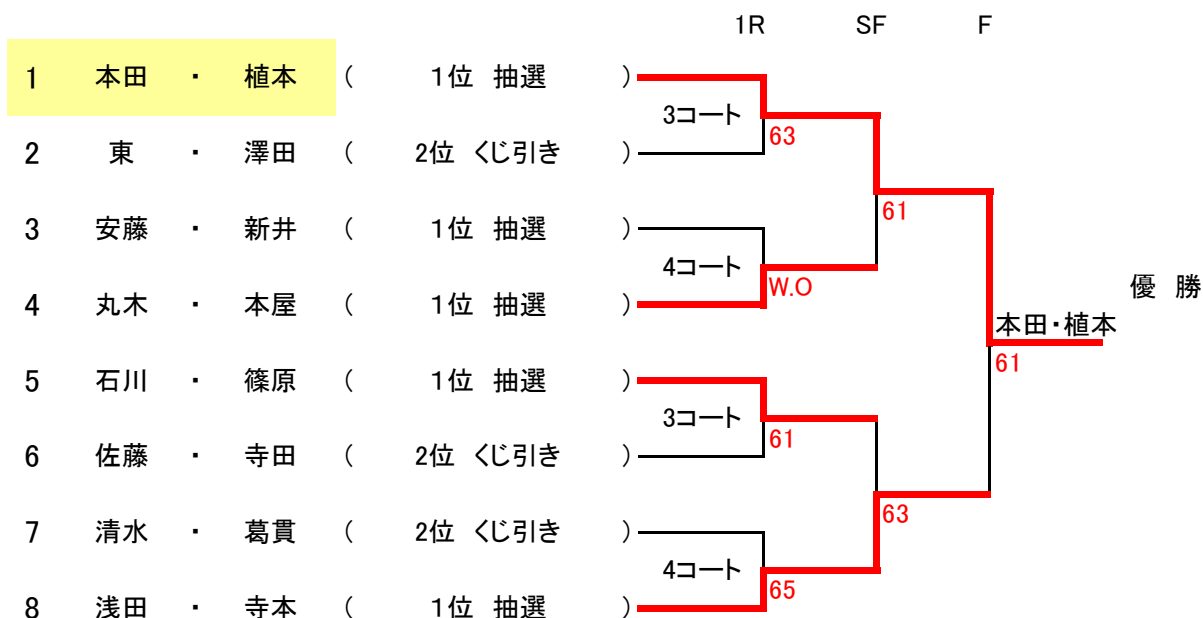 1R SF F
1 本田 ・ 植本 ( 1位 抽選 )
3コート
63
2 東 ・ 澤田 ( 2位 くじ引き )
61
3 安藤 ・ 新井 ( 1位 抽選 )
4コート
W.O
優 勝
4 丸木 ・ 本屋 ( 1位 抽選 )
本田・植本
61
5 石川 ・ 篠原 ( 1位 抽選 )
3コート
61
6 佐藤 ・ 寺田 ( 2位 くじ引き )
63
7 清水 ・ 葛貫 ( 2位 くじ引き )
4コート
65
8 浅田 ・ 寺本 ( 1位 抽選 )